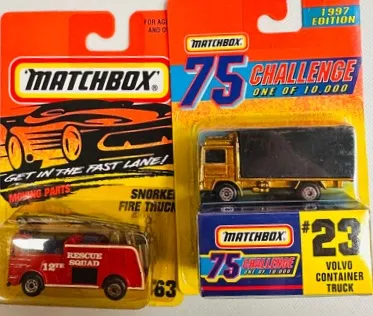 FOR AGE
AND O
MATCHBOX®
GET IN THE FAST LANE!
MOVING PARTS
SNORKEL
FIRE TRUCK
12TH RESCUE
SQUAD
63
1997
EDITION
MATCHBOX
75 CHALLENGE
ONE OF 10,000
MATCHBOX
75 CHALLENGE
ONE OF 10,000
#23
VOLVO
CONTAINER
TRUCK